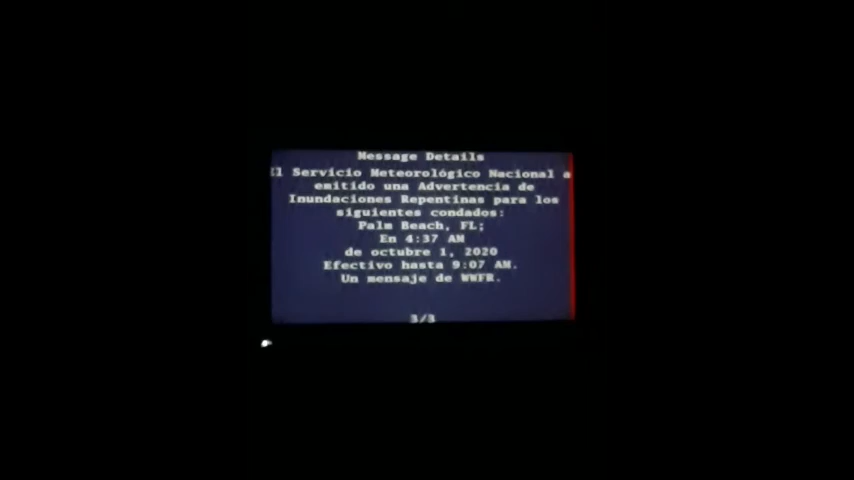 Message Details
El Servicio Meteorológico Nacional a
emitido una Advertencia de
Inundaciones Repentinas para los
siguientes condados:
Palm Beach, FL;
En 4:37 AM
de octubre 1, 2020
Efectivo hasta 9:07 AM.
Un mensaje de WWFR.
3/3